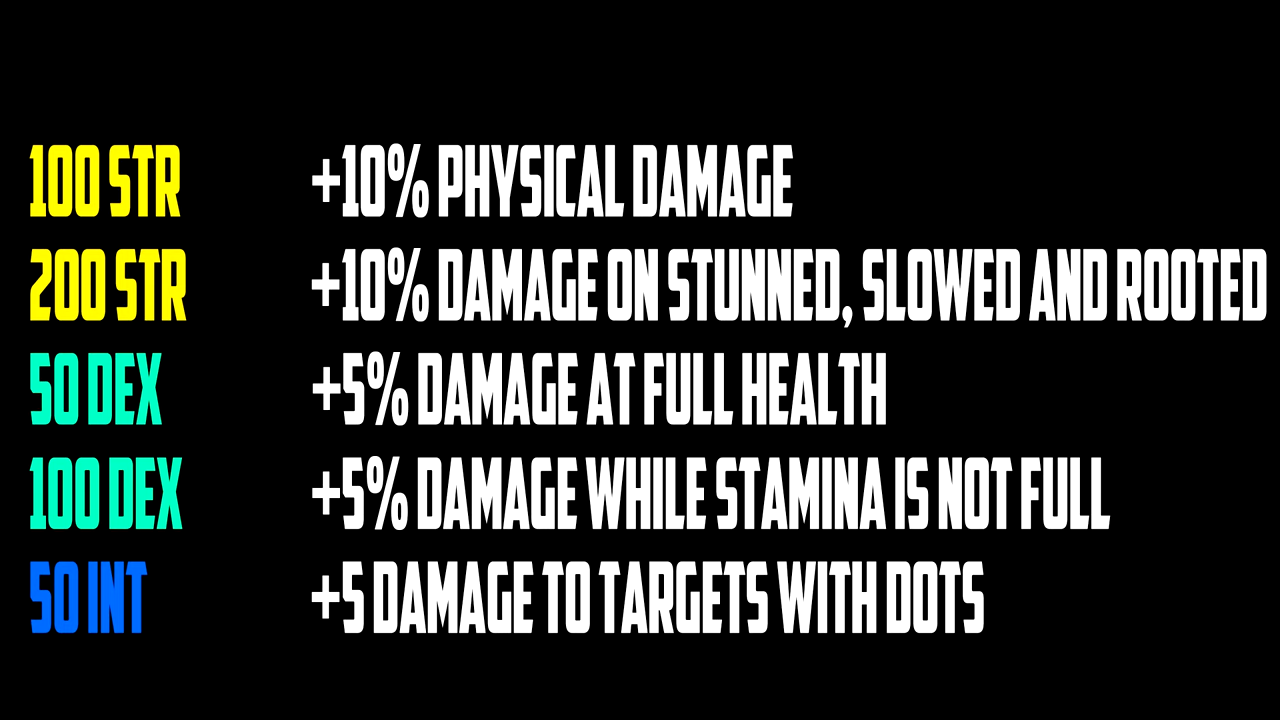 100 STR +10% PHYSICAL DAMAGE
200 STR +10% DAMAGE ON STUNNED, SLOWED AND ROOTED
50 DEX +5% DAMAGE AT FULL HEALTH
100 DEX +5% DAMAGE WHILE STAMINA IS NOT FULL
50 INT +5 DAMAGE TO TARGETS WITH DOTS